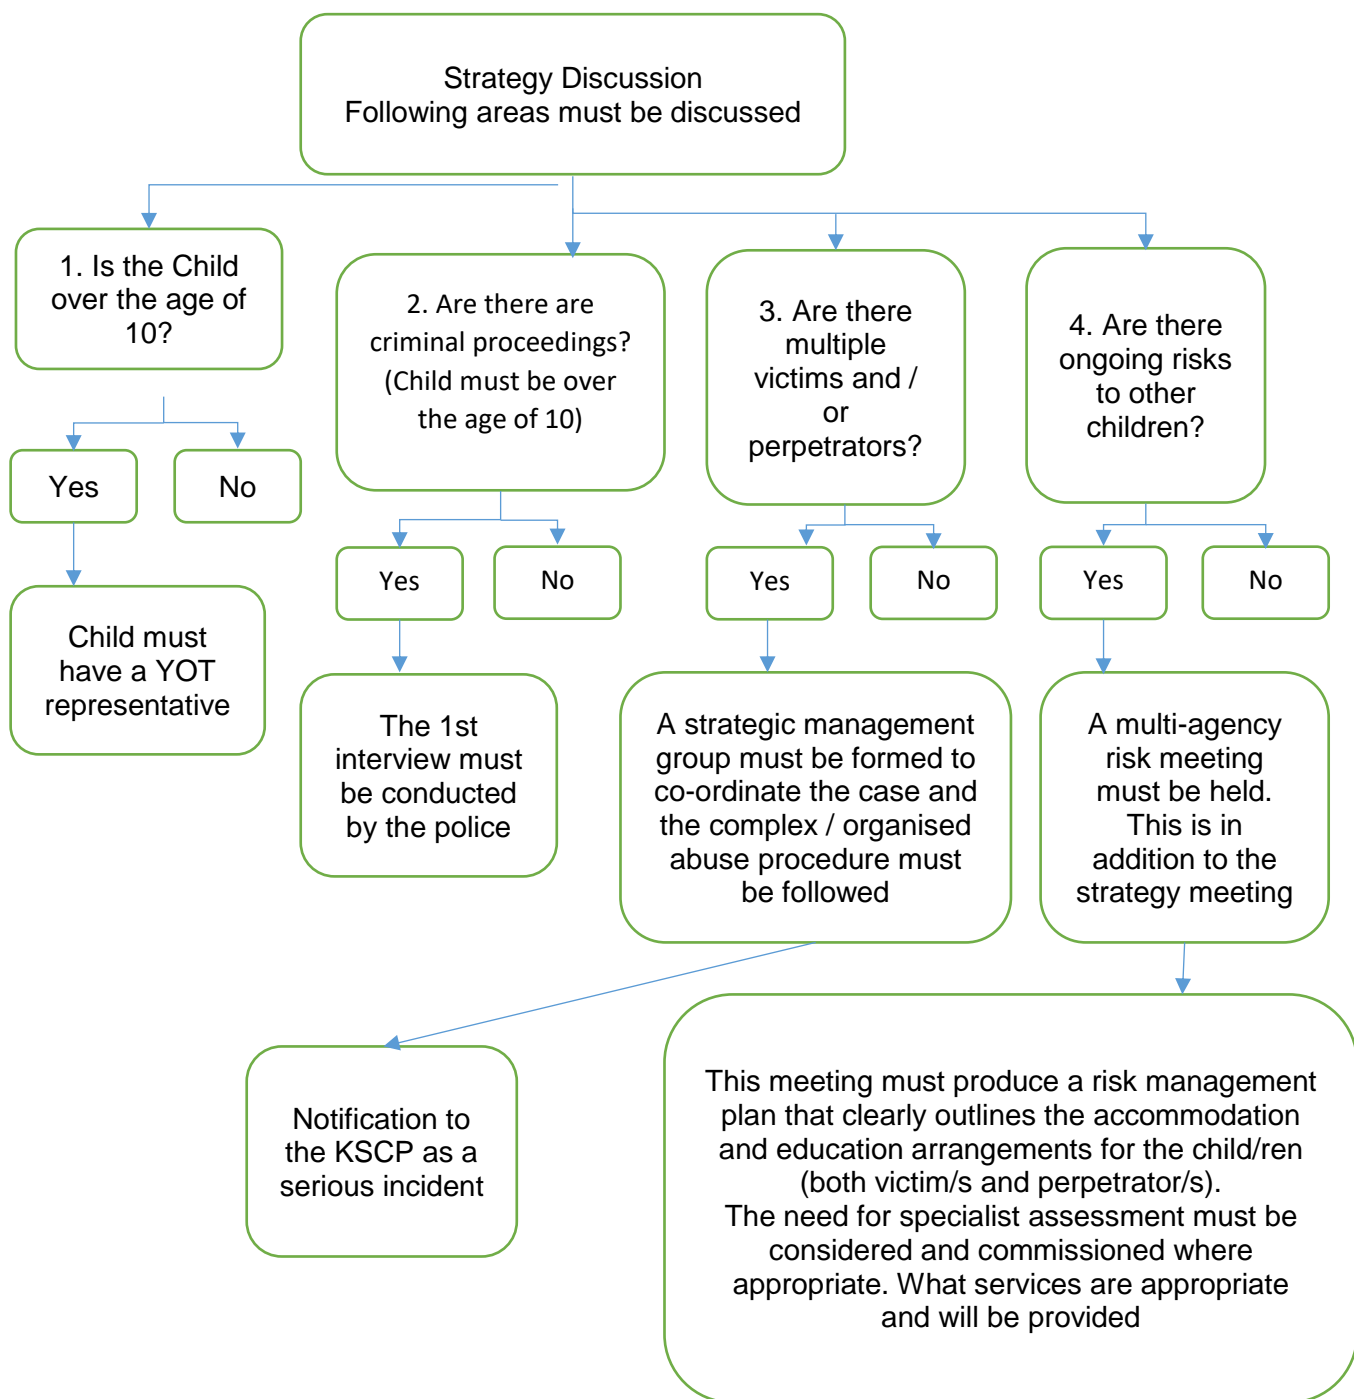 Strategy Discussion
Following areas must be discussed
1. Is the Child
over the age of
10?
Yes
No
Child must
have a YOT
representative
2. Are there are
criminal proceedings?
(Child must be over
the age of 10)
Yes
No
The 1st
interview must
be conducted
by the police
3. Are there
multiple
victims and /
or
perpetrators?
Yes
No
A strategic management
group must be formed to
co-ordinate the case and
the complex / organised
abuse procedure must
be followed
Notification to
the KSCP as a
serious incident
4. Are there
ongoing risks
to other
children?
Yes
No
A multi-agency
risk meeting
must be held.
This is in
addition to the
strategy meeting
This meeting must produce a risk management
plan that clearly outlines the accommodation
and education arrangements for the child/ren
(both victim/s and perpetrator/s).
The need for specialist assessment must be
considered and commissioned where
appropriate. What services are appropriate
and will be provided